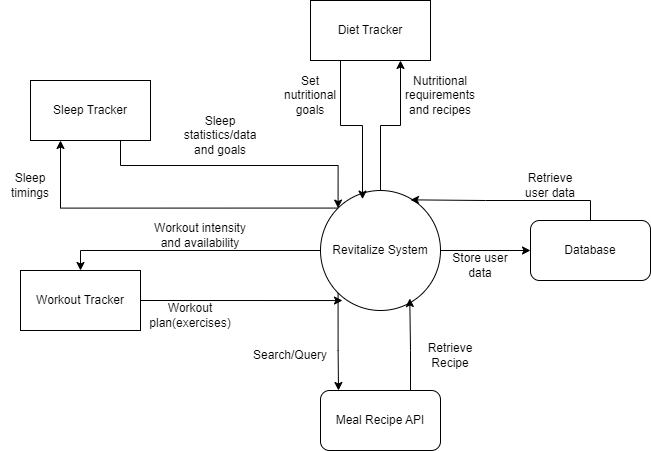 Diet Tracker
Set
nutritional
goals
Nutritional
requirements
and recipes
Sleep Tracker
Sleep
statistics/data
and goals
Sleep
timings
Retrieve
user data
Workout intensity
and availability
Revitalize System
Database
Store user
data
Workout Tracker
Workout
plan(exercises)
Search/Query
Retrieve
Recipe
Meal Recipe API